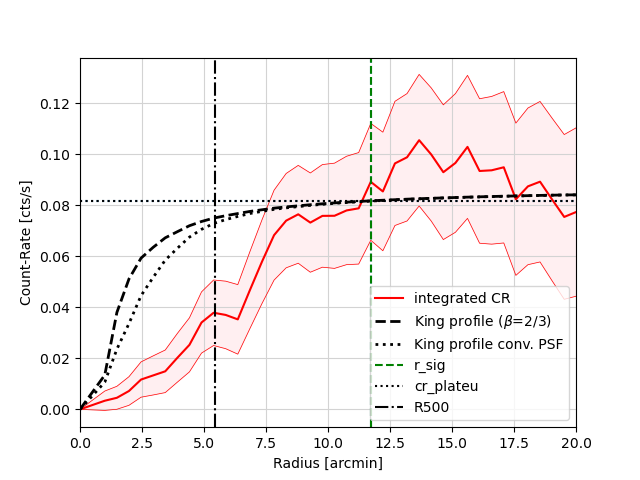 0.12
0.10
0.08
0.06
0.04
0.02
0.00
Count-Rate [cts/s]
integrated CR
King profile (β=2/3)
King profile conv. PSF
r_sig
cr_plateu
R500
0.0 2.5 5.0 7.5 10.0 12.5 15.0 17.5 20.0
Radius [arcmin]